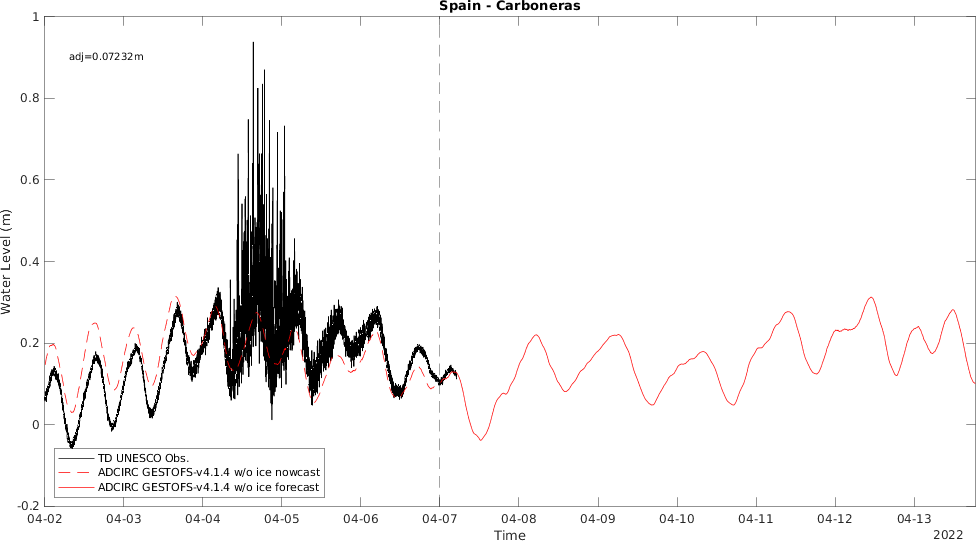 Spain - Carboneras
1
adj=0.07232m
0.8
0.6
Water Level (m)
0.4
0.2
0
TD UNESCO Obs.
ADCIRC GESTOFS-v4.1.4 w/o ice nowcast
ADCIRC GESTOFS-v4.1.4 w/o ice forecast
-0.2
04-02 04-03 04-04 04-05 04-06 04-07 04-08 04-09 04-10 04-11 04-12 04-13
Time
2022